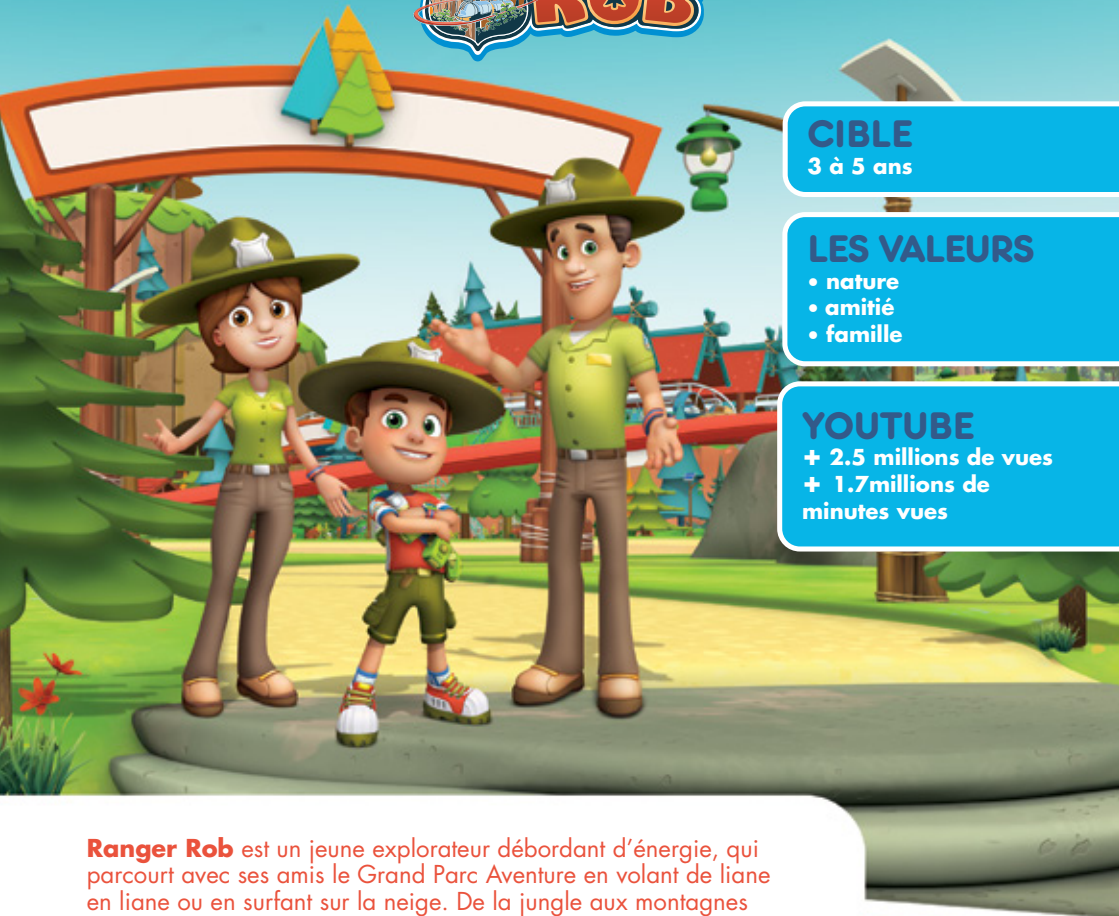 ROB
CIBLE
3 à 5 ans
LES VALEURS
• nature
• amitié
• famille
YOUTUBE
+ 2.5 millions de vues
+ 1.7millions de
minutes vues
Ranger Rob est un jeune explorateur débordant d’énergie, qui
parcourt avec ses amis le Grand Parc Aventure en volant de liane
en liane ou en surfant sur la neige. De la jungle aux montagnes